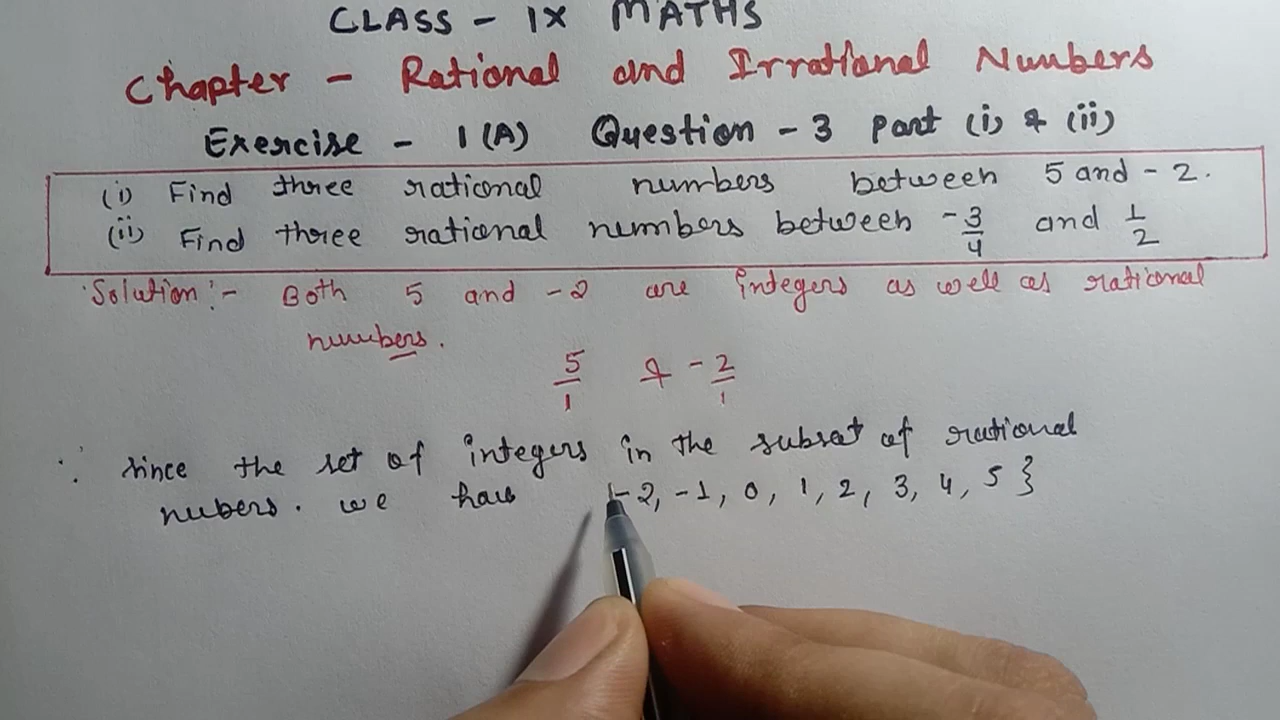 CLASS - IX MATHS
Chapter - Rational and Irrational Numbers
Exercise - 1(A) Question - 3 part (i) & (ii)
(i) Find three rational numbers between 5 and - 2.
(ii) Find three rational numbers between -3/4 and 1/2
Solution:- Both 5 and -2 are integers as well as rational
numbers.
5/1 & -2/1
∵ since the set of integers in the subset of rational
nubers. we have {-2, -1, 0, 1, 2, 3, 4, 5}